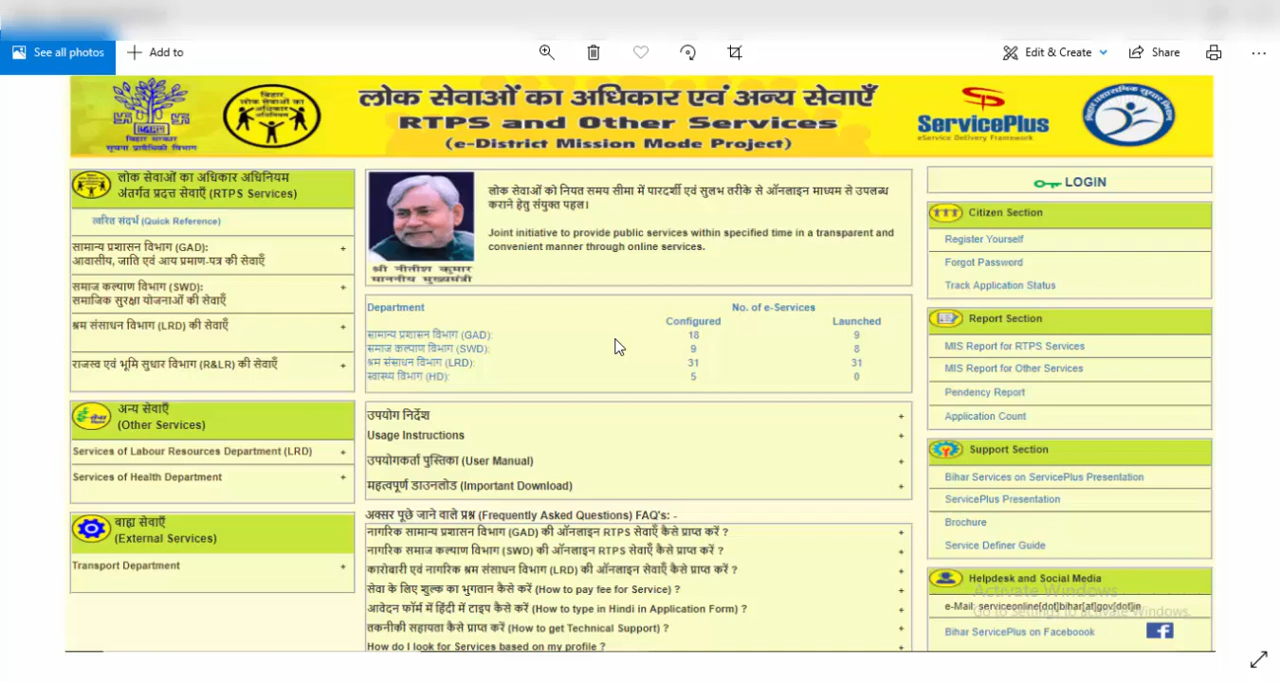 See all photos
Add to
Edit & Create
Share
बिहार सरकार
सूचना प्रावैधिकी विभाग
बिहार
लोक सेवाओं का
अधिकार
अधिनियम
लोक सेवाओं का अधिकार एवं अन्य सेवाएँ
RTPS and Other Services
(e-District Mission Mode Project)
ServicePlus
eService Delivery Framework
लोक सेवाओं का अधिकार अधिनियम
अंतर्गत प्रदत्त सेवाएँ (RTPS Services)
त्वरित संदर्भ (Quick Reference)
सामान्य प्रशासन विभाग (GAD): +
आवासीय, जाति एवं आय प्रमाण-पत्र की सेवाएँ
समाज कल्याण विभाग (SWD): +
समाजिक सुरक्षा योजनाओं की सेवाएँ
श्रम संसाधन विभाग (LRD) की सेवाएँ +
राजस्व एवं भूमि सुधार विभाग (R&LR) की सेवाएँ +
अन्य सेवाएँ
(Other Services)
Services of Labour Resources Department (LRD) +
Services of Health Department +
बाह्य सेवाएँ
(External Services)
Transport Department +
श्री नीतीश कुमार
माननीय मुख्यमंत्री
लोक सेवाओं को नियत समय सीमा में पारदर्शी एवं सुलभ तरीके से ऑनलाइन माध्यम से उपलब्ध
कराने हेतु संयुक्त पहल।
Joint initiative to provide public services within specified time in a transparent and
convenient manner through online services.
Department No. of e-Services
Configured Launched
सामान्य प्रशासन विभाग (GAD): 18 9
समाज कल्याण विभाग (SWD): 9 8
श्रम संसाधन विभाग (LRD): 31 31
स्वास्थ्य विभाग (HD): 5 0
उपयोग निर्देश +
Usage Instructions +
उपयोगकर्ता पुस्तिका (User Manual) +
महत्वपूर्ण डाउनलोड (Important Download) +
अक्सर पूछे जाने वाले प्रश्न (Frequently Asked Questions) FAQ's: -
नागरिक सामान्य प्रशासन विभाग (GAD) की ऑनलाइन RTPS सेवाएँ कैसे प्राप्त करें ? +
नागरिक समाज कल्याण विभाग (SWD) की ऑनलाइन RTPS सेवाएँ कैसे प्राप्त करें ? +
कारोबारी एवं नागरिक श्रम संसाधन विभाग (LRD) की ऑनलाइन सेवाएँ कैसे प्राप्त करें ? +
सेवा के लिए शुल्क का भुगतान कैसे करें (How to pay fee for Service) ? +
आवेदन फॉर्म में हिंदी में टाइप कैसे करें (How to type in Hindi in Application Form) ? +
तकनीकी सहायता कैसे प्राप्त करें (How to get Technical Support) ? +
How do I look for Services based on my profile ? +
LOGIN
Citizen Section
Register Yourself
Forgot Password
Track Application Status
Report Section
MIS Report for RTPS Services
MIS Report for Other Services
Pendency Report
Application Count
Support Section
Bihar Services on ServicePlus Presentation
ServicePlus Presentation
Brochure
Service Definer Guide
Helpdesk and Social Media
Activate Windows
e-Mail: serviceonline[dot]bihar[at]gov[dot]in
Go to Settings to activate Windows.
Bihar ServicePlus on Faceboook